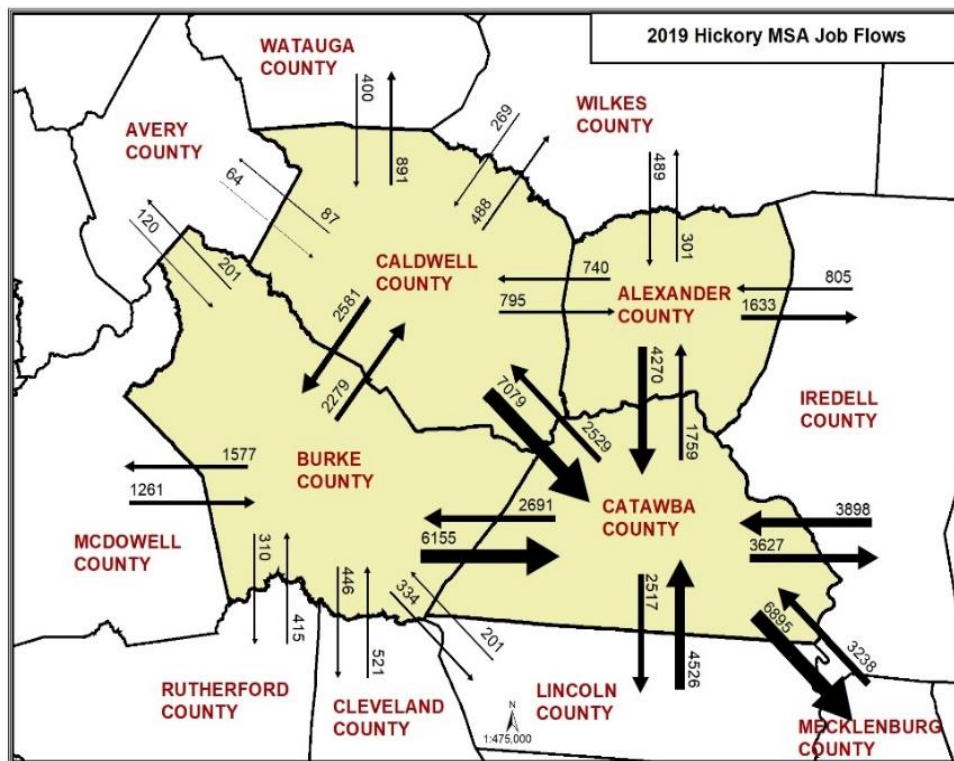 2019 Hickory MSA Job Flows
WATAUGA
COUNTY
400
891
WILKES
COUNTY
269
488
489
301
AVERY
COUNTY
64
87
120
201
CALDWELL
COUNTY
740
795
ALEXANDER
COUNTY
805
1633
2581
2279
7079
2529
4270
1759
IREDELL
COUNTY
BURKE
COUNTY
1577
1261
2691
6155
CATAWBA
COUNTY
3898
3627
MCDOWELL
COUNTY
310
415
446
521
334
201
2517
4526
6895
3238
RUTHERFORD
COUNTY
CLEVELAND
COUNTY
LINCOLN
COUNTY
N
1:475,000
MECKLENBURG
COUNTY